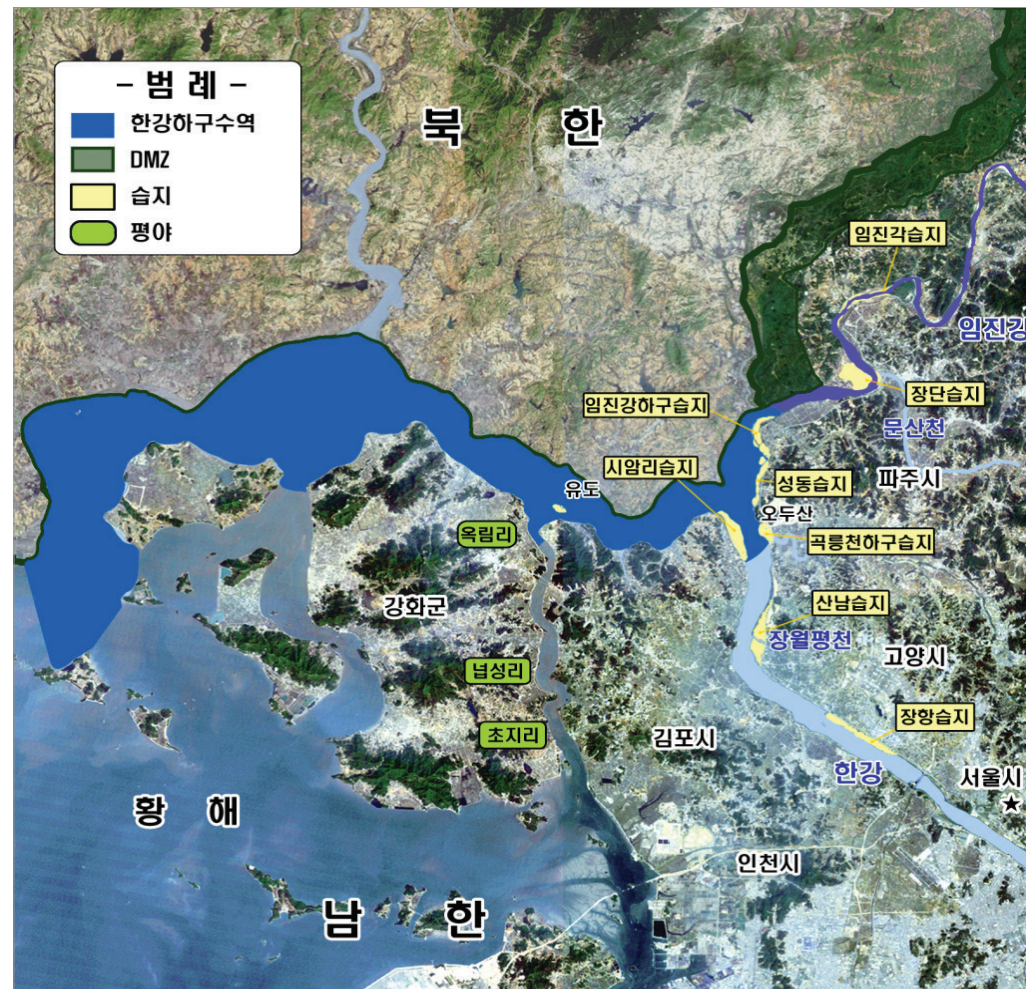 - 범 례 -
한강하구수역
DMZ
습지
평야
북 한
임진각습지
임진강
장단습지
임진강하구습지
문산천
시암리습지
성동습지
파주시
유도
오두산
옥림리
곡릉천하구습지
강화군
산남습지
장월평천
고양시
넙성리
장항습지
초지리
김포시
한강
서울시
★
황 해
인천시
남 한